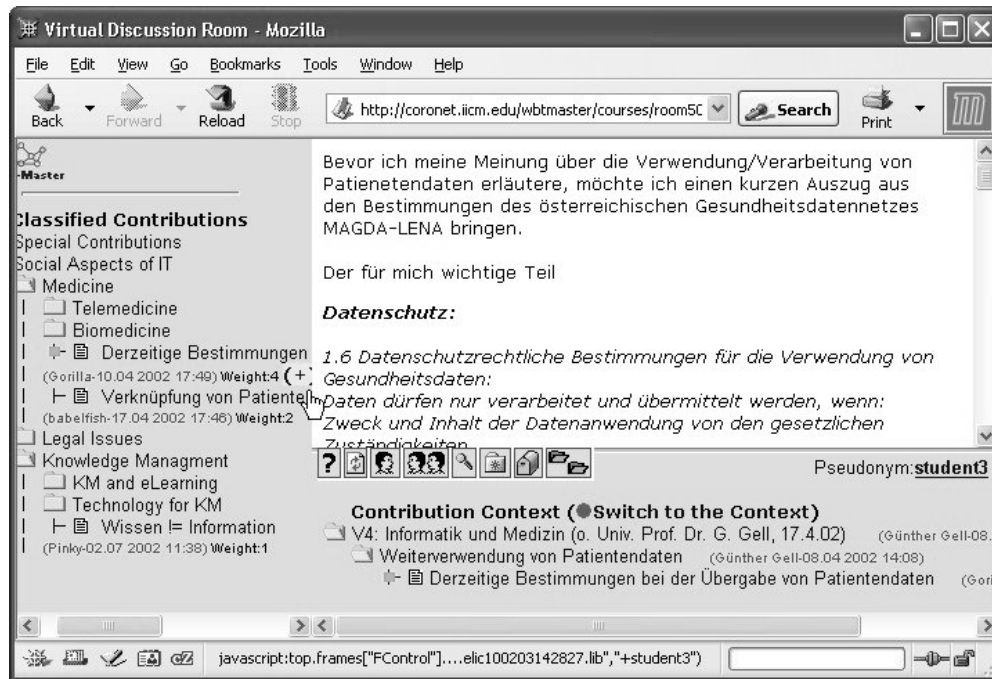 Virtual Discussion Room - Mozilla
File Edit View Go Bookmarks Tools Window Help
Back Forward Reload Stop http://coronet.iicm.edu/wbtmaster/courses/room5C Search Print
-Master
Classified Contributions
Special Contributions
Social Aspects of IT
Medicine
Telemedicine
Biomedicine
Derzeitige Bestimmungen
(Gorilla-10.04 2002 17:49) Weight:4 (+)
Verknüpfung von Patiente
(babelfish-17.04 2002 17:46) Weight:2
Legal Issues
Knowledge Managment
KM and eLearning
Technology for KM
Wissen != Information
(Pinky-02.07 2002 11:38) Weight:1
Bevor ich meine Meinung über die Verwendung/Verarbeitung von
Patienetendaten erläutere, möchte ich einen kurzen Auszug aus
den Bestimmungen des österreichischen Gesundheitsdatennetzes
MAGDA-LENA bringen.
Der für mich wichtige Teil
Datenschutz:
1.6 Datenschutzrechtliche Bestimmungen für die Verwendung von
Gesundheitsdaten:
Daten dürfen nur verarbeitet und übermittelt werden, wenn:
Zweck und Inhalt der Datenanwendung von den gesetzlichen
Zuständigkeiten
?
Pseudonym:student3
Contribution Context (Switch to the Context)
V4: Informatik und Medizin (o. Univ. Prof. Dr. G. Gell, 17.4.02) (Günther Gell-08.
Weiterverwendung von Patientendaten (Günther Gell-08.04 2002 14:08)
Derzeitige Bestimmungen bei der Übergabe von Patientendaten (Gori
javascript:top.frames["FControl"]....elic100203142827.lib","+student3")